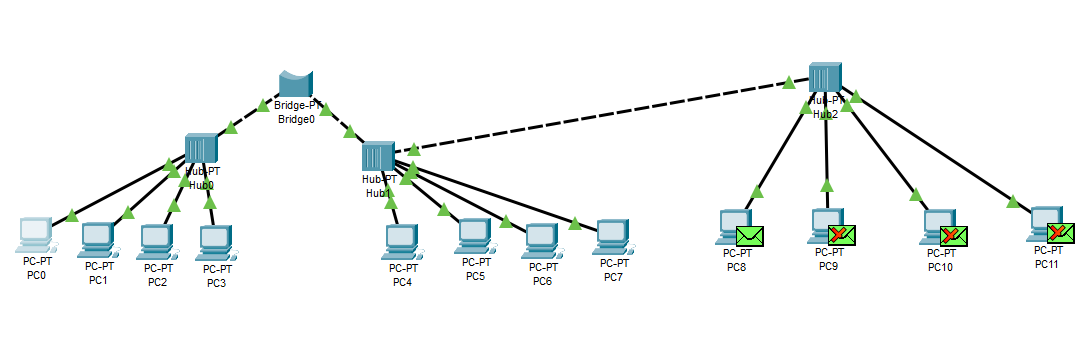 Bridge-PT
Bridge0
Hub-PT
Hub0
Hub-PT
Hub1
Hub-PT
Hub2
PC-PT
PC0
PC-PT
PC1
PC-PT
PC2
PC-PT
PC3
PC-PT
PC4
PC-PT
PC5
PC-PT
PC6
PC-PT
PC7
PC-PT
PC8
PC-PT
PC9
PC-PT
PC10
PC-PT
PC11